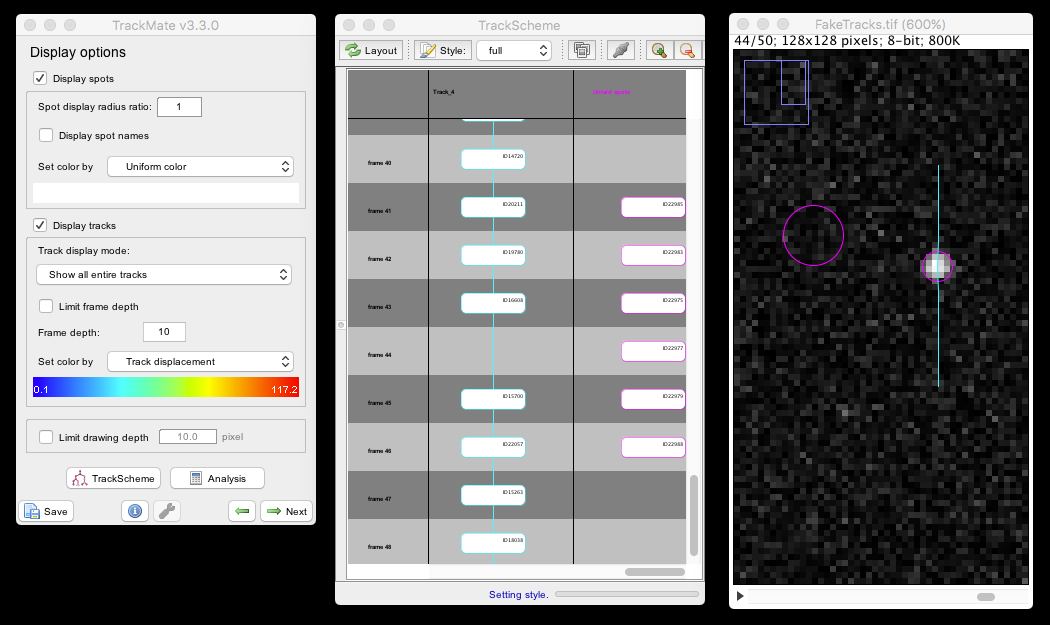 TrackMate v3.3.0
Display options
Display spots
Spot display radius ratio: 1
Display spot names
Set color by Uniform color
Display tracks
Track display mode:
Show all entire tracks
Limit frame depth
Frame depth: 10
Set color by Track displacement
0.1 117.2
Limit drawing depth 10.0 pixel
TrackScheme Analysis
Save Next
TrackScheme
Layout Style: full
Track_4
frame 40 ID14720
frame 41 ID20211 ID22985
frame 42 ID19780 ID22983
frame 43 ID16608 ID22975
frame 44 ID22977
frame 45 ID15700 ID22979
frame 46 ID22057 ID22988
frame 47 ID15263
frame 48 ID18038
Setting style.
FakeTracks.tif (600%)
44/50; 128x128 pixels; 8-bit; 800K